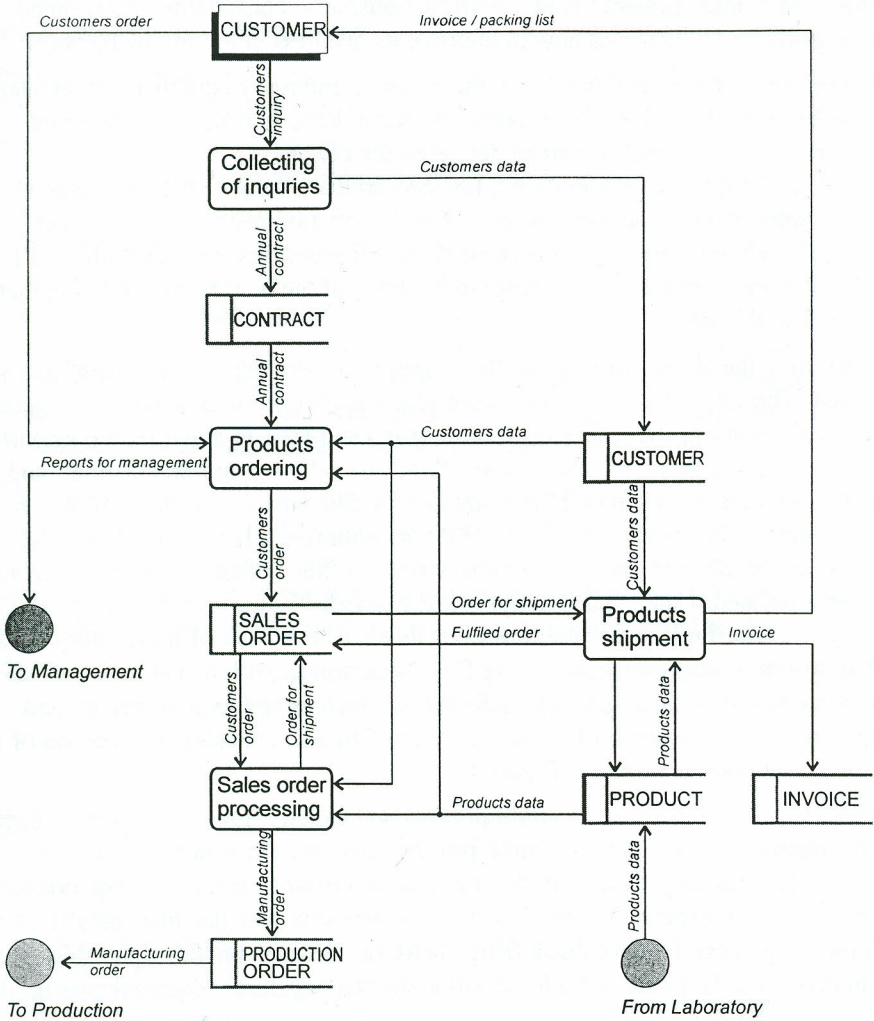 Customers order
CUSTOMER
Invoice / packing list
Customers
inquiry
Collecting
of inquries
Customers data
Annual
contract
CONTRACT
Annual
contract
Products
ordering
Customers data
CUSTOMER
Reports for management
Customers
order
Customers data
SALES
ORDER
Order for shipment
Fulfiled order
Products
shipment
Invoice
To Management
Customers
order
Order for
shipment
Products data
Sales order
processing
Products data
PRODUCT
INVOICE
Manufacturing
order
Products data
Manufacturing
order
PRODUCTION
ORDER
To Production
From Laboratory